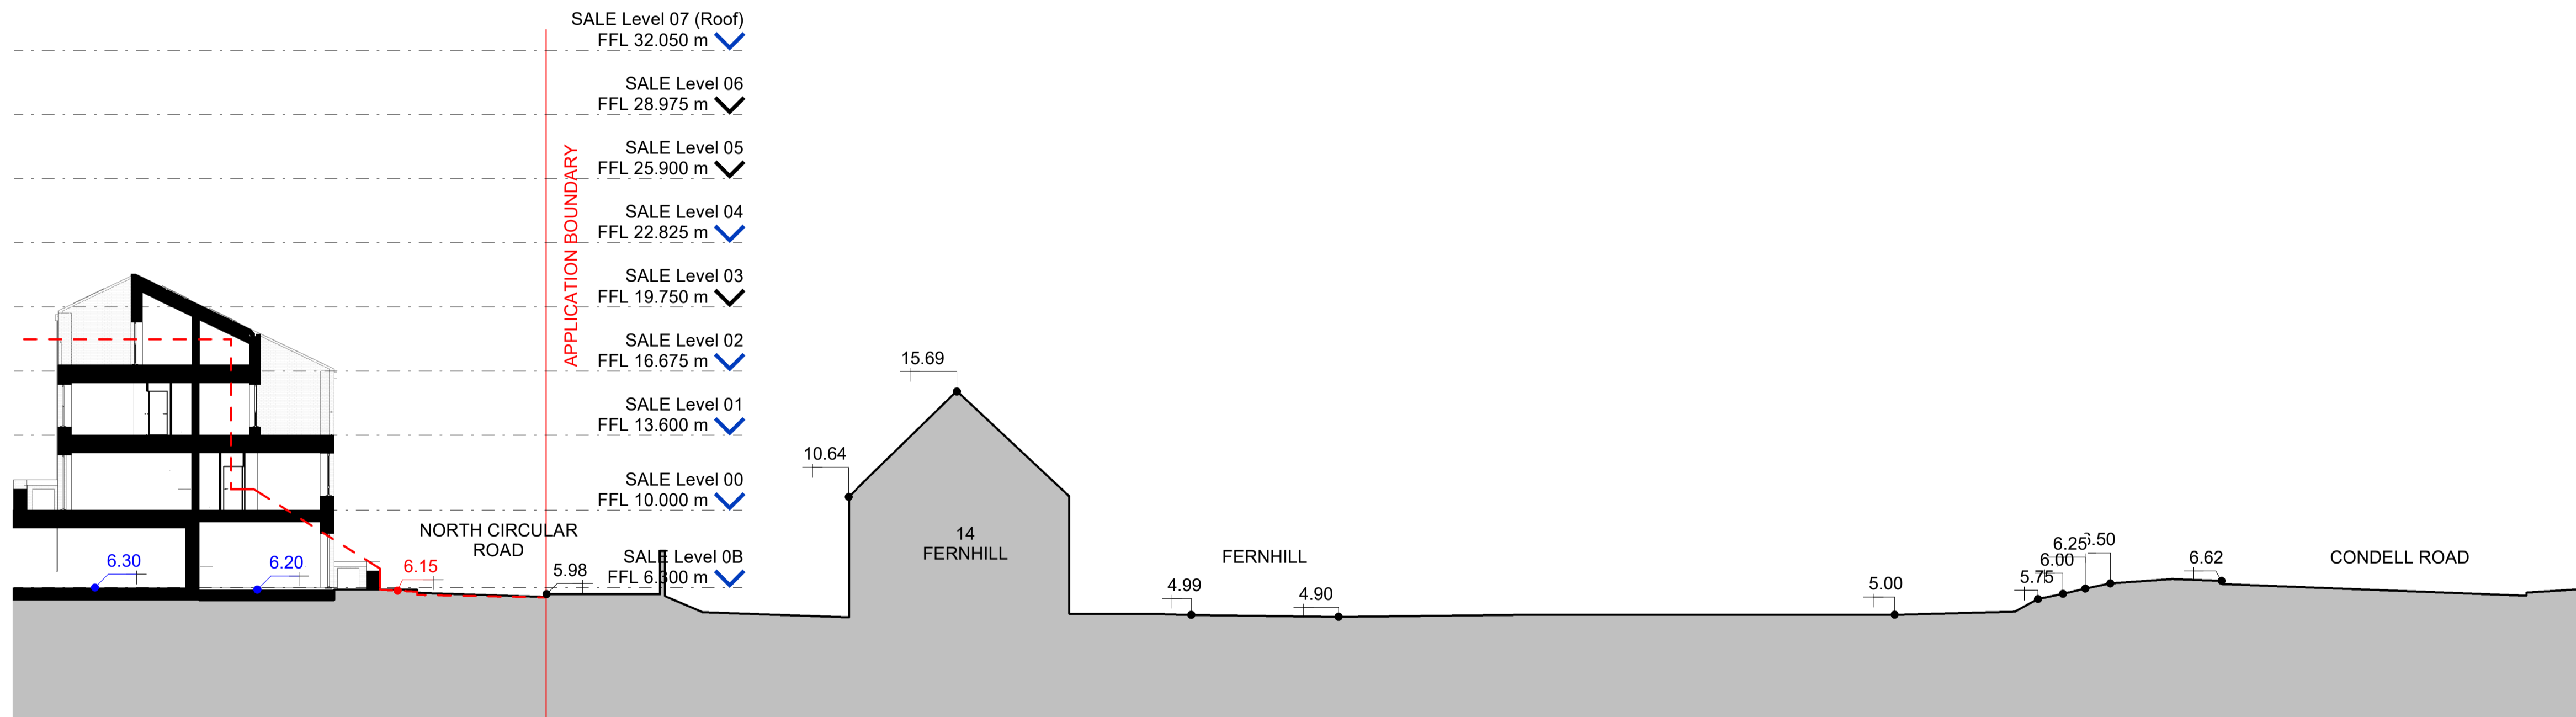 SALE Level 07 (Roof)
FFL 32.050 m
SALE Level 06
FFL 28.975 m
SALE Level 05
FFL 25.900 m
SALE Level 04
FFL 22.825 m
SALE Level 03
FFL 19.750 m
SALE Level 02
FFL 16.675 m
SALE Level 01
FFL 13.600 m
SALE Level 00
FFL 10.000 m
SALE Level 0B
FFL 6.300 m
APPLICATION BOUNDARY
6.30
6.20
6.15
NORTH CIRCULAR
ROAD
5.98
10.64
15.69
14
FERNHILL
4.99
FERNHILL
4.90
5.00
5.75
6.00
6.25
6.50
6.62
CONDELL ROAD